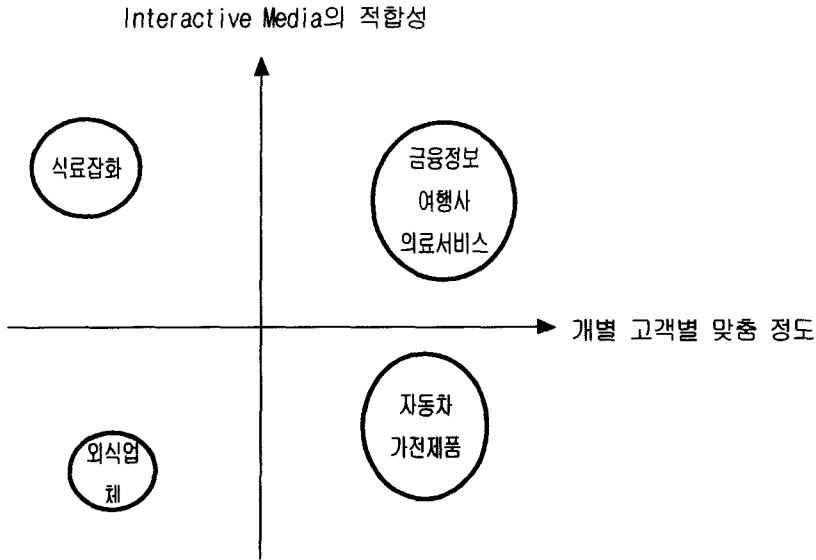 Interactive Media의 적합성
식료잡화
금융정보
여행사
의료서비스
개별 고객별 맞춤 정도
자동차
가전제품
외식업
체